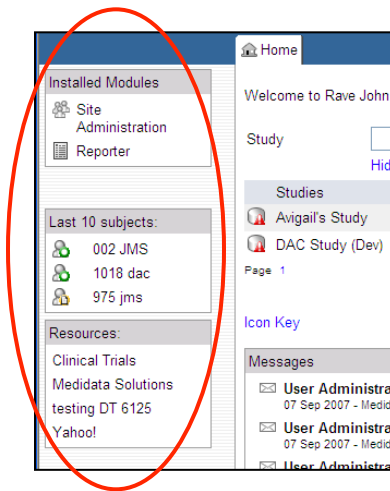 Home
Installed Modules
Site
Administration
Reporter
Last 10 subjects:
002 JMS
1018 dac
975 jms
Resources:
Clinical Trials
Medidata Solutions
testing DT 6125
Yahoo!
Welcome to Rave John
Study
Hid
Studies
Avigail's Study
DAC Study (Dev)
Page 1
Icon Key
Messages
User Administra
07 Sep 2007 - Medid
User Administra
07 Sep 2007 - Medid
User Administra